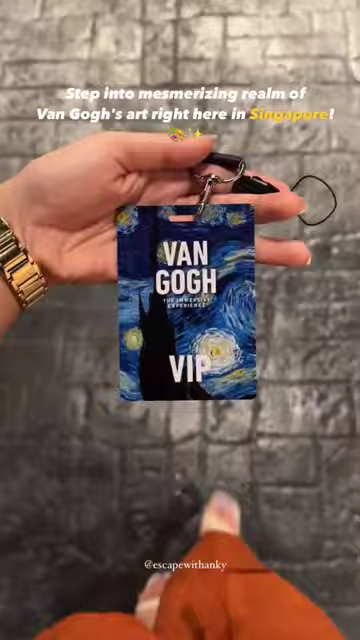 Step into mesmerizing realm of
Van Gogh's art right here in Singapore!
VAN
GOGH
THE IMMERSIVE
EXPERIENCE
VIP
@escapewithanky